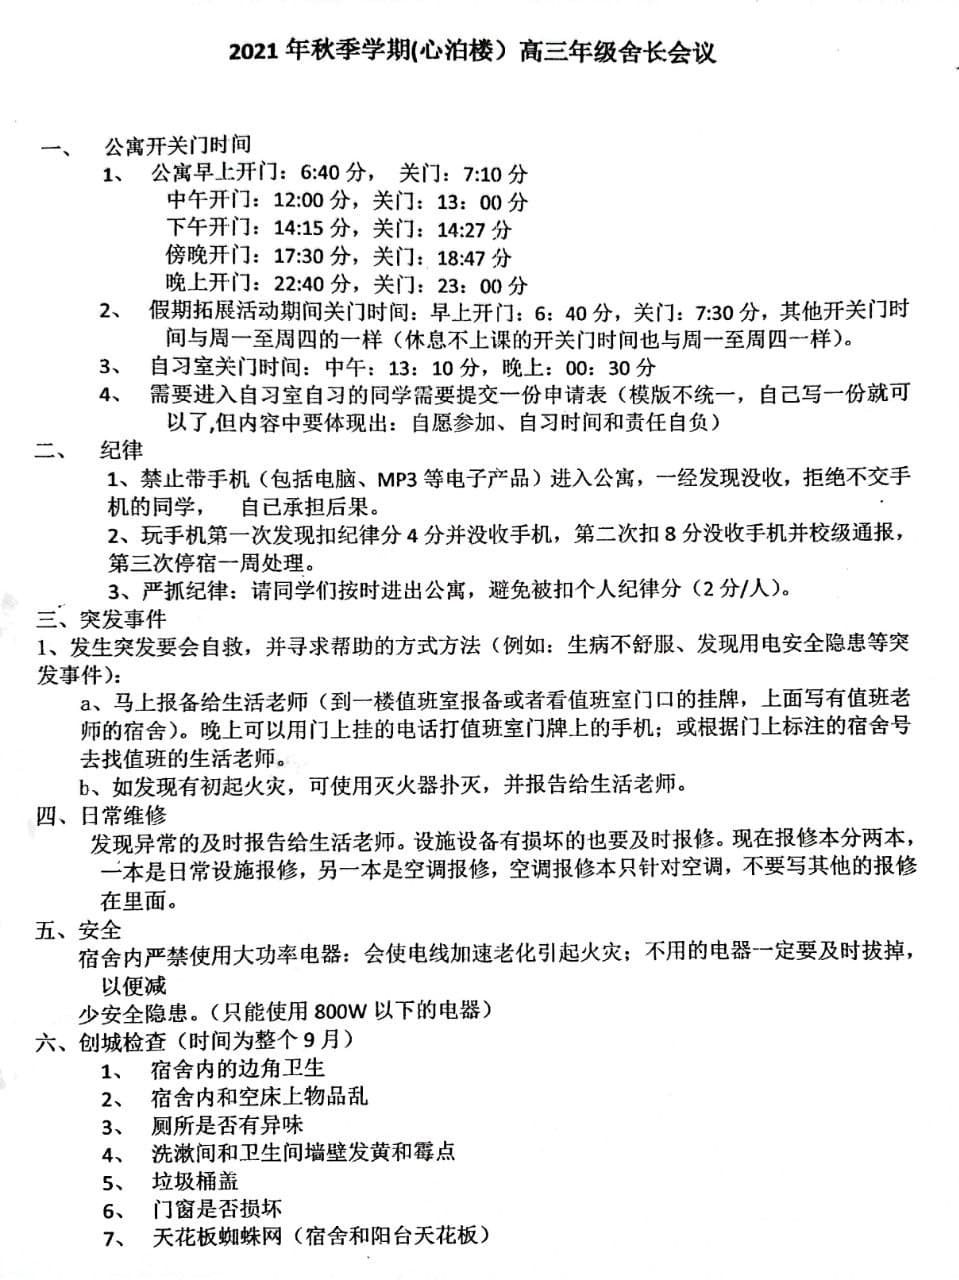 2021 年秋季学期(心泊楼）高三年级舍长会议
一、 公寓开关门时间
1、 公寓早上开门：6:40 分， 关门：7:10 分
中午开门：12:00 分，关门：13：00 分
下午开门：14:15 分，关门：14:27 分
傍晚开门：17:30 分，关门：18:47 分
晚上开门：22:40 分，关门：23：00 分
2、 假期拓展活动期间关门时间：早上开门：6：40 分，关门：7:30 分，其他开关门时
间与周一至周四的一样（休息不上课的开关门时间也与周一至周四一样）。
3、 自习室关门时间：中午：13：10 分，晚上：00：30 分
4、 需要进入自习室自习的同学需要提交一份申请表（模版不统一，自己写一份就可
以了,但内容中要体现出：自愿参加、自习时间和责任自负）
二、 纪律
1、禁止带手机（包括电脑、MP3 等电子产品）进入公寓，一经发现没收，拒绝不交手
机的同学， 自已承担后果。
2、玩手机第一次发现扣纪律分 4 分并没收手机，第二次扣 8 分没收手机并校级通报，
第三次停宿一周处理。
3、严抓纪律：请同学们按时进出公寓，避免被扣个人纪律分（2 分/人）。
三、突发事件
1、发生突发要会自救，并寻求帮助的方式方法（例如：生病不舒服、发现用电安全隐患等突
发事件）：
a、马上报备给生活老师（到一楼值班室报备或者看值班室门口的挂牌，上面写有值班老
师的宿舍）。晚上可以用门上挂的电话打值班室门牌上的手机；或根据门上标注的宿舍号
去找值班的生活老师。
b、如发现有初起火灾，可使用灭火器扑灭，并报告给生活老师。
四、日常维修
发现异常的及时报告给生活老师。设施设备有损坏的也要及时报修。现在报修本分两本，
一本是日常设施报修，另一本是空调报修，空调报修本只针对空调，不要写其他的报修
在里面。
五、安全
宿舍内严禁使用大功率电器：会使电线加速老化引起火灾；不用的电器一定要及时拔掉，
以便减
少安全隐患。（只能使用 800W 以下的电器）
六、创城检查（时间为整个 9 月）
1、 宿舍内的边角卫生
2、 宿舍内和空床上物品乱
3、 厕所是否有异味
4、 洗漱间和卫生间墙壁发黄和霉点
5、 垃圾桶盖
6、 门窗是否损坏
7、 天花板蜘蛛网（宿舍和阳台天花板）